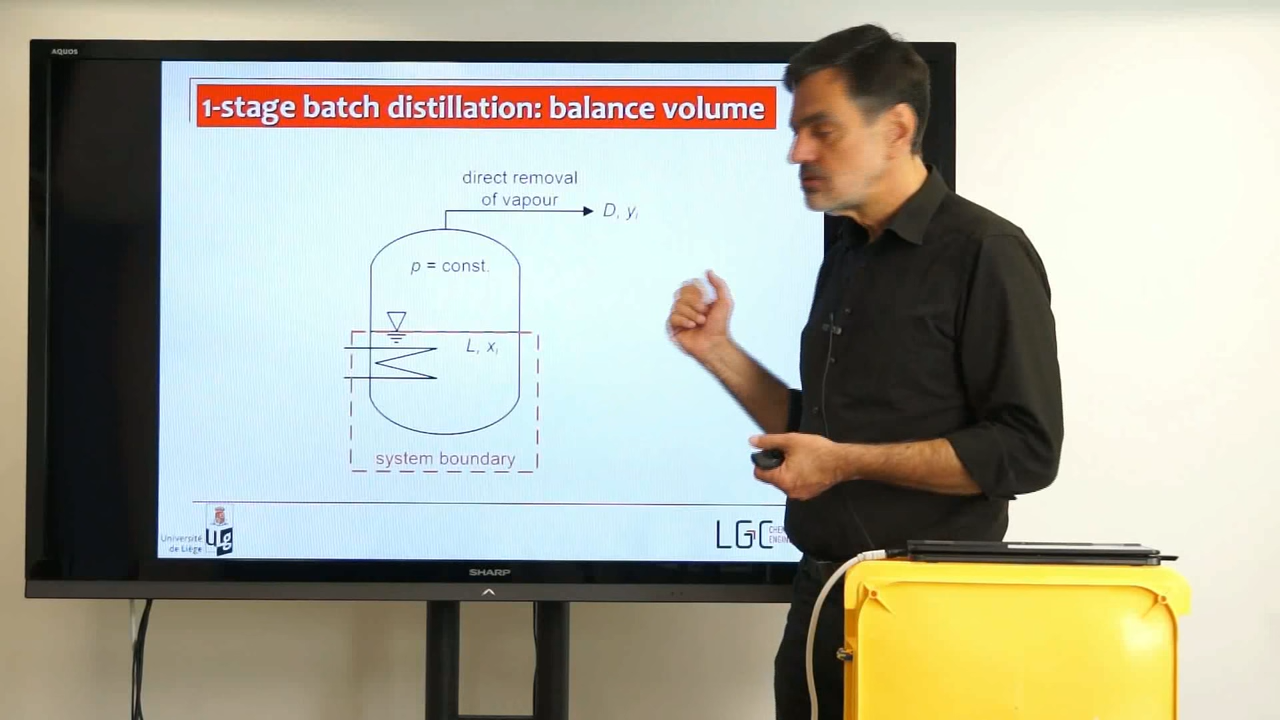 AQUOS
1-stage batch distillation: balance volume
direct removal
of vapour
D, yᵢ
p = const.
L, xᵢ
system boundary
Université
de Liège
ULg
LGC
SHARP